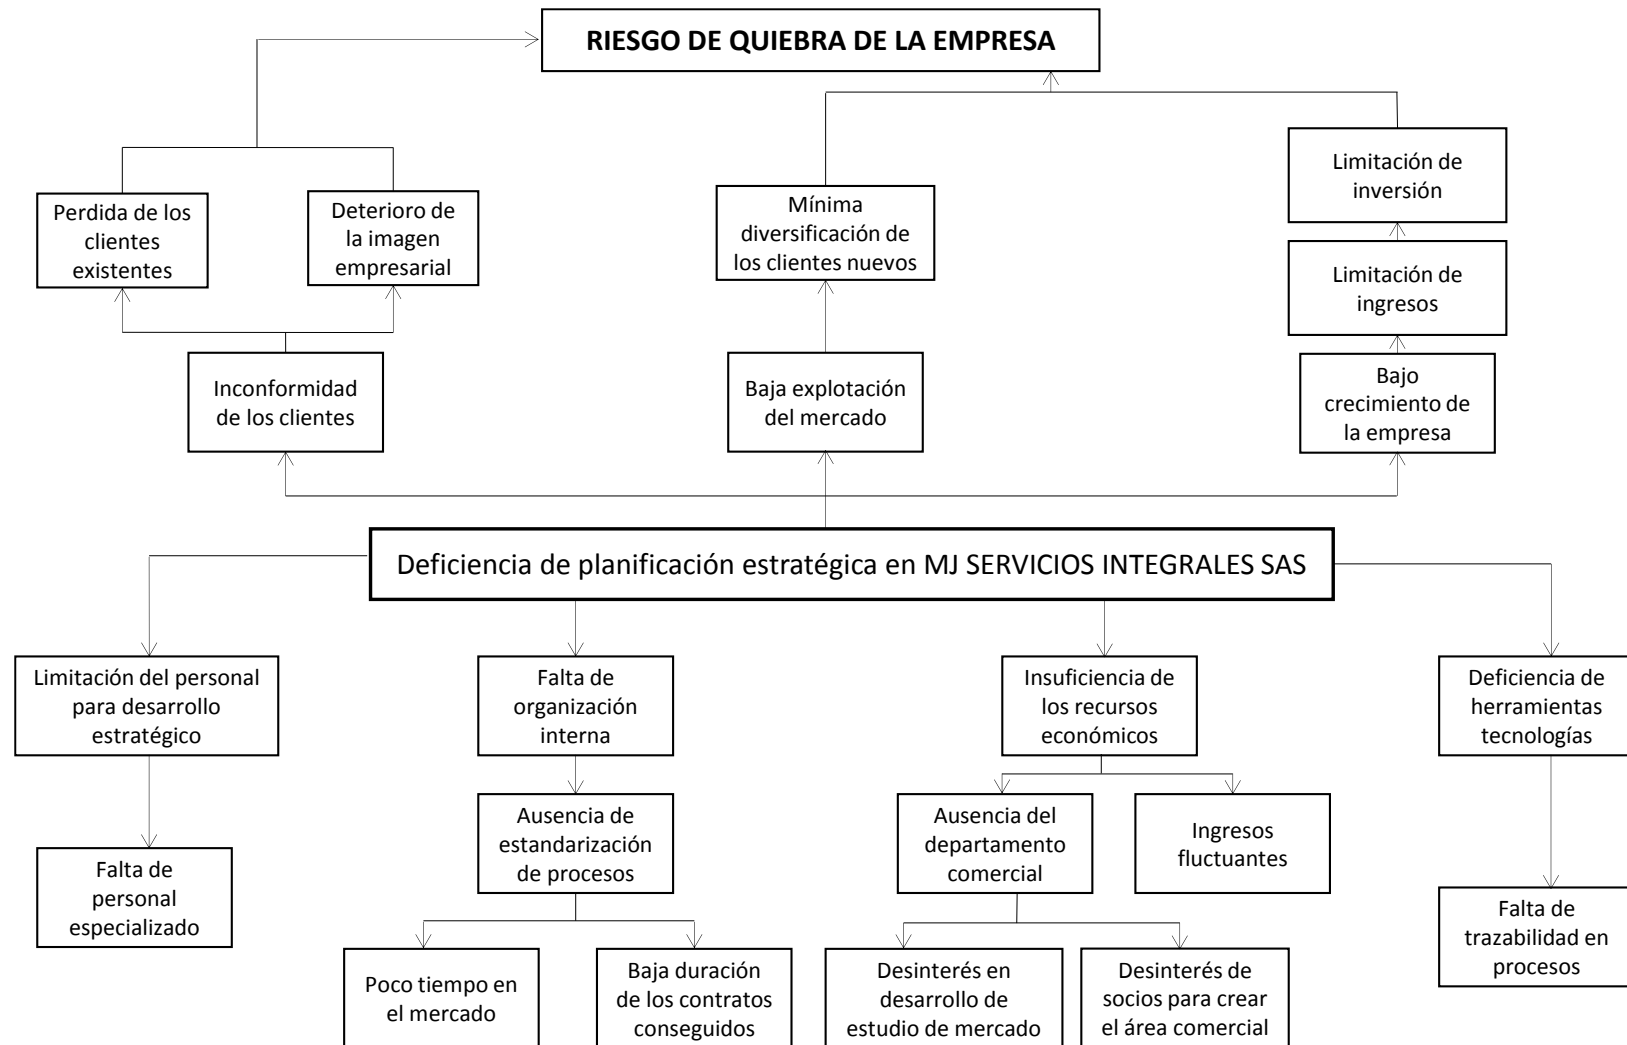 RIESGO DE QUIEBRA DE LA EMPRESA
Perdida de los
clientes
existentes
Deterioro de
la imagen
empresarial
Mínima
diversificación de
los clientes nuevos
Limitación de
inversión
Limitación de
ingresos
Inconformidad
de los clientes
Baja explotación
del mercado
Bajo
crecimiento de
la empresa
Deficiencia de planificación estratégica en MJ SERVICIOS INTEGRALES SAS
Limitación del personal
para desarrollo
estratégico
Falta de
organización
interna
Insuficiencia de
los recursos
económicos
Deficiencia de
herramientas
tecnologías
Falta de
personal
especializado
Ausencia de
estandarización
de procesos
Ausencia del
departamento
comercial
Ingresos
fluctuantes
Falta de
trazabilidad en
procesos
Poco tiempo en
el mercado
Baja duración
de los contratos
conseguidos
Desinterés en
desarrollo de
estudio de mercado
Desinterés de
socios para crear
el área comercial